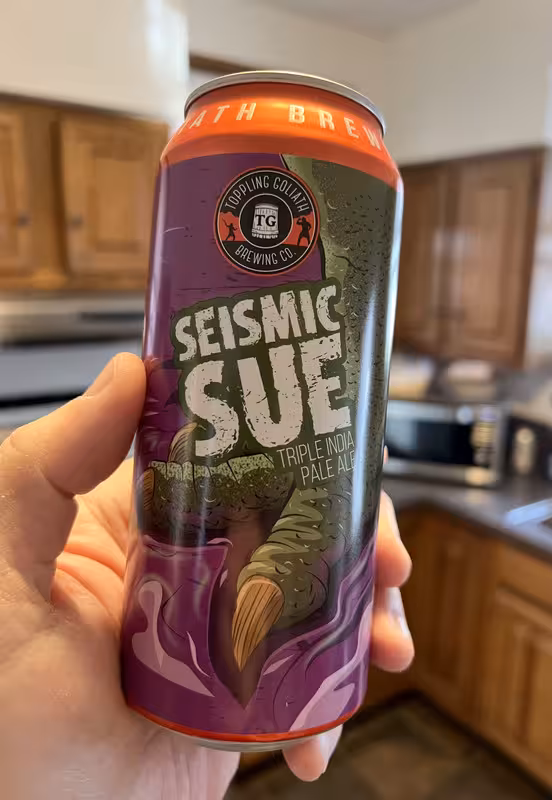 ATH BREW
TOPPLING GOLIATH
TG
BREWING CO.
SEISMIC
SUE
TRIPLE INDIA
PALE ALE